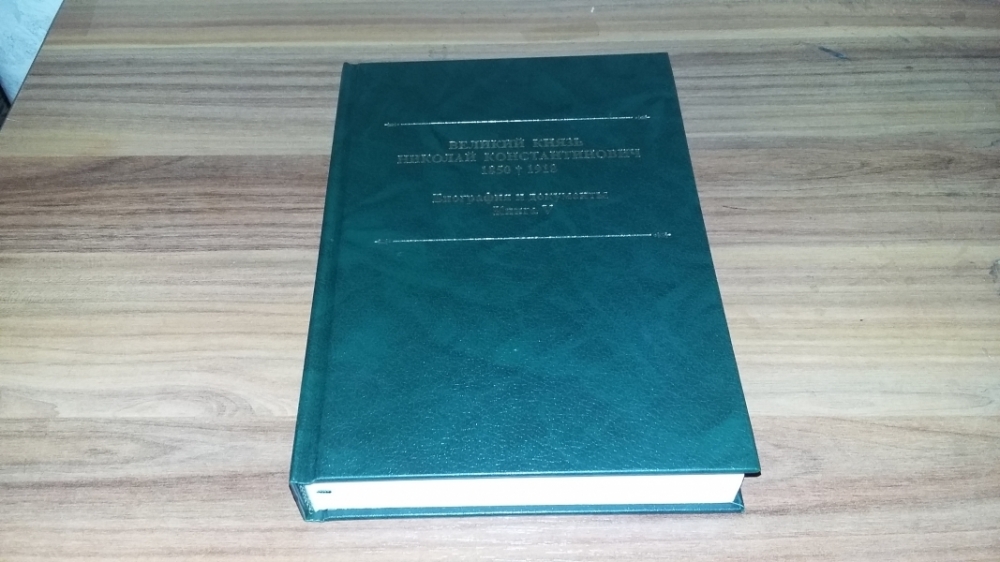 ВЕЛИКИЙ КНЯЗЬ
НИКОЛАЙ КОНСТАНТИНОВИЧ
1850 † 1918
Биография и документы
Книга V